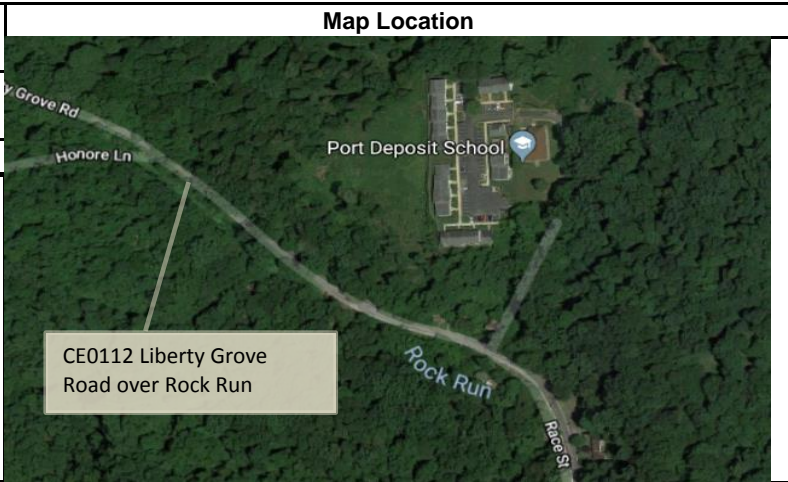 Map Location
y Grove Rd
Honore Ln
Port Deposit School
CE0112 Liberty Grove
Road over Rock Run
Rock Run
Race St